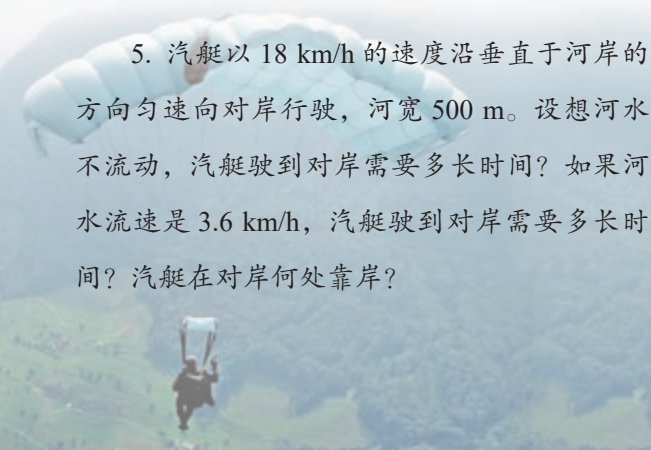 5. 汽艇以 18 km/h 的速度沿垂直于河岸的
方向匀速向对岸行驶，河宽 500 m。设想河水
不流动，汽艇驶到对岸需要多长时间？如果河
水流速是 3.6 km/h，汽艇驶到对岸需要多长时
间？汽艇在对岸何处靠岸？